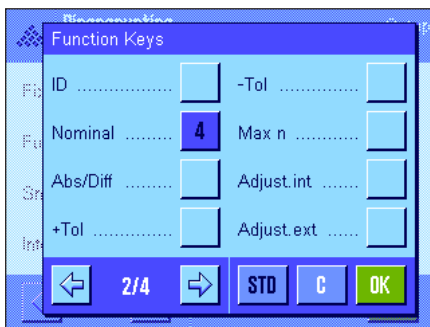 Function Keys
ID ................
-Tol ..............
Nominal ......... 4
Max n ............
Abs/Diff .........
Adjust.int .......
+Tol ..............
Adjust.ext ......
2/4
STD
C
OK